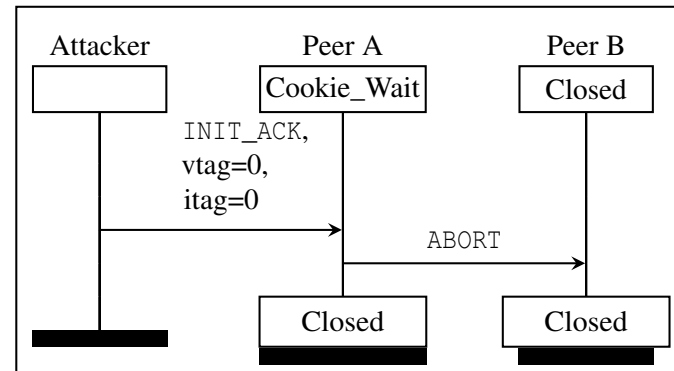 Attacker Peer A Peer B
Cookie_Wait Closed
INIT_ACK,
vtag=0,
itag=0
ABORT
Closed Closed